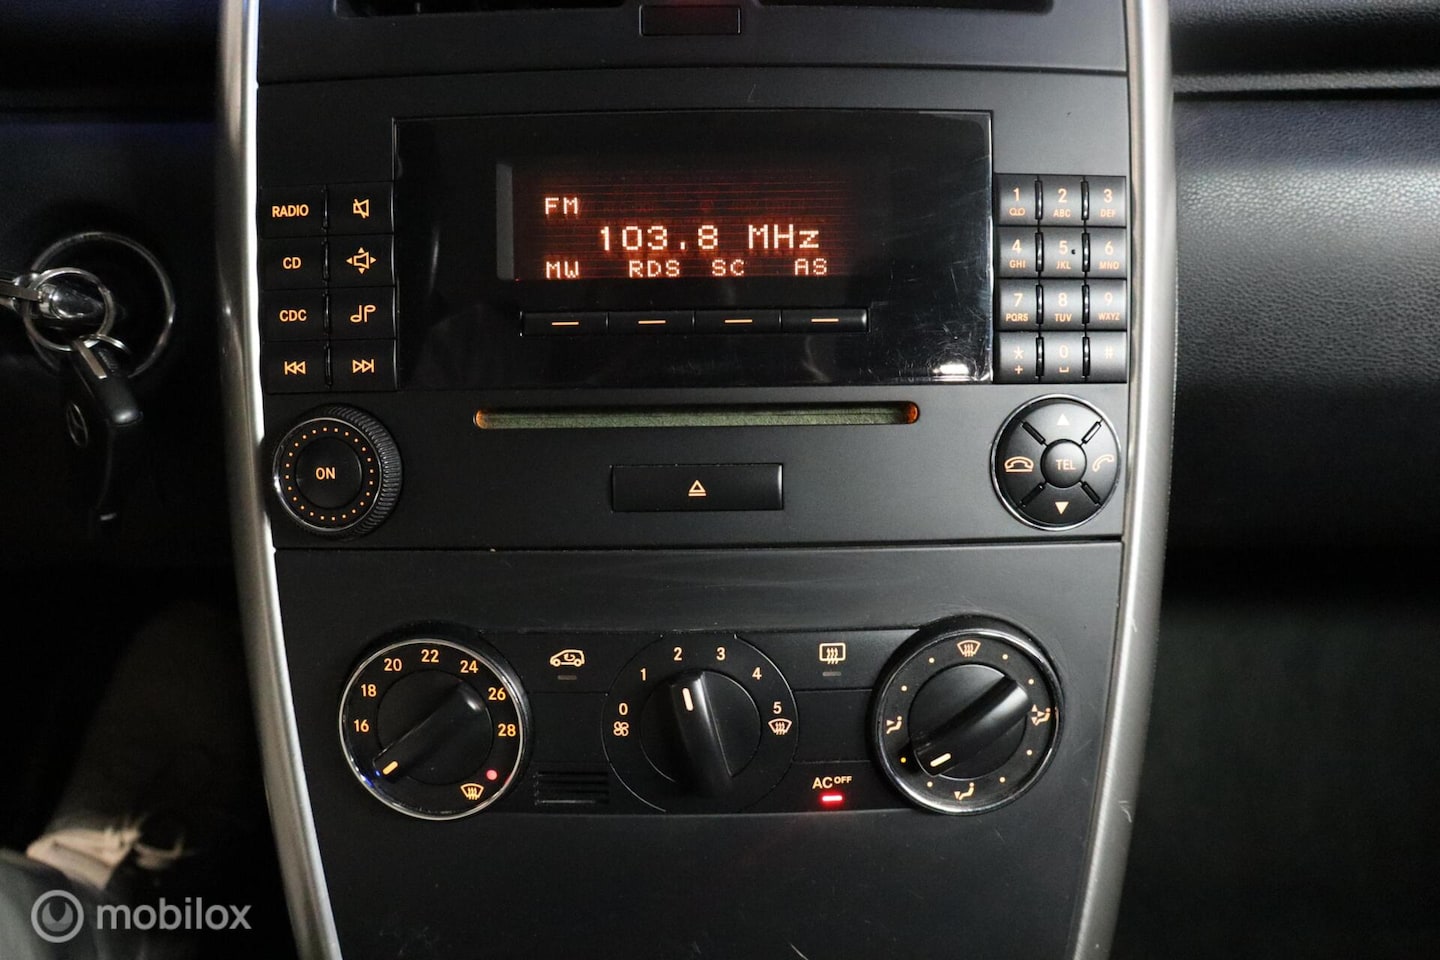 FM
103.8 MHz
MW RDS SC AS
RADIO
CD
CDC
1 2 ABC 3 DEF
4 GHI 5 JKL 6 MNO
7 PQRS 8 TUV 9 WXYZ
* + 0 #
ON
TEL
16 18 20 22 24 26 28
0 1 2 3 4 5
AC OFF
mobilox